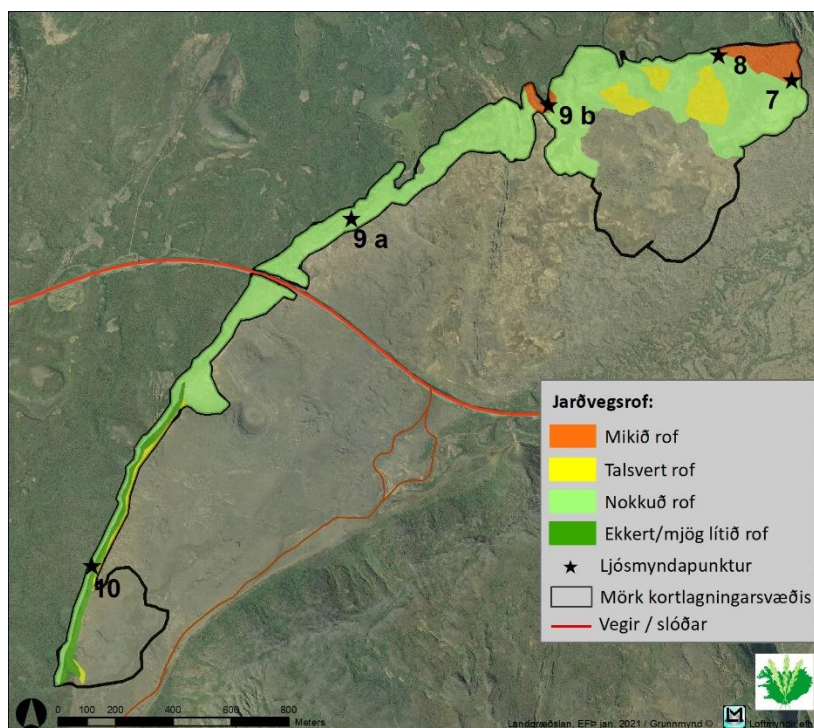 8
7
9 b
9 a
10
Jarðvegsrof:
Mikið rof
Talsvert rof
Nokkuð rof
Ekkert/mjög lítið rof
Ljósmyndapunktur
Mörk kortlagningarsvæðis
Vegir / slóðar
0 100 200 400 600 800
Meters
Landgræðslan, EFÞ jan. 2021 / Grunnmynd © Loftmyndir ehf